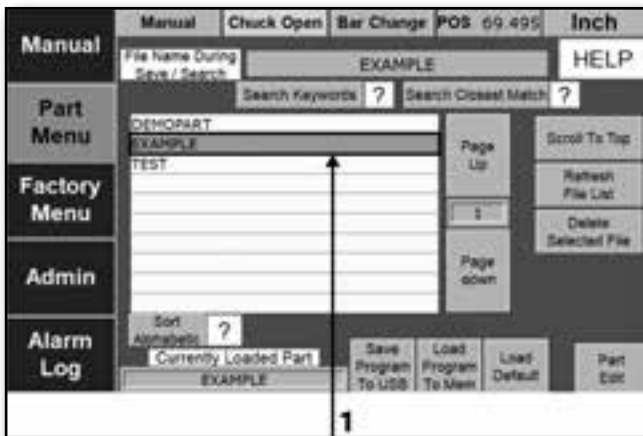 Manual
Part
Menu
Factory
Menu
Admin
Alarm
Log
Manual Chuck Open Bar Change POS 69.495 Inch
File Name During
Save / Search
EXAMPLE
HELP
Search Keywords ? Search Closest Match ?
DEMOPART
EXAMPLE
TEST
Page
Up
1
Page
down
Scroll To Top
Refresh
File List
Delete
Selected File
Sort
Alphabetic
?
Currently Loaded Part
EXAMPLE
Save
Program
To USB
Load
Program
To Mem
Load
Default
Part
Edit
1